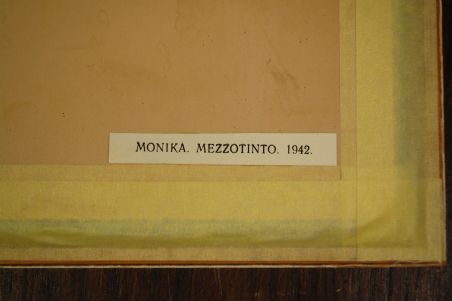 MONIKA. MEZZOTINTO. 1942.